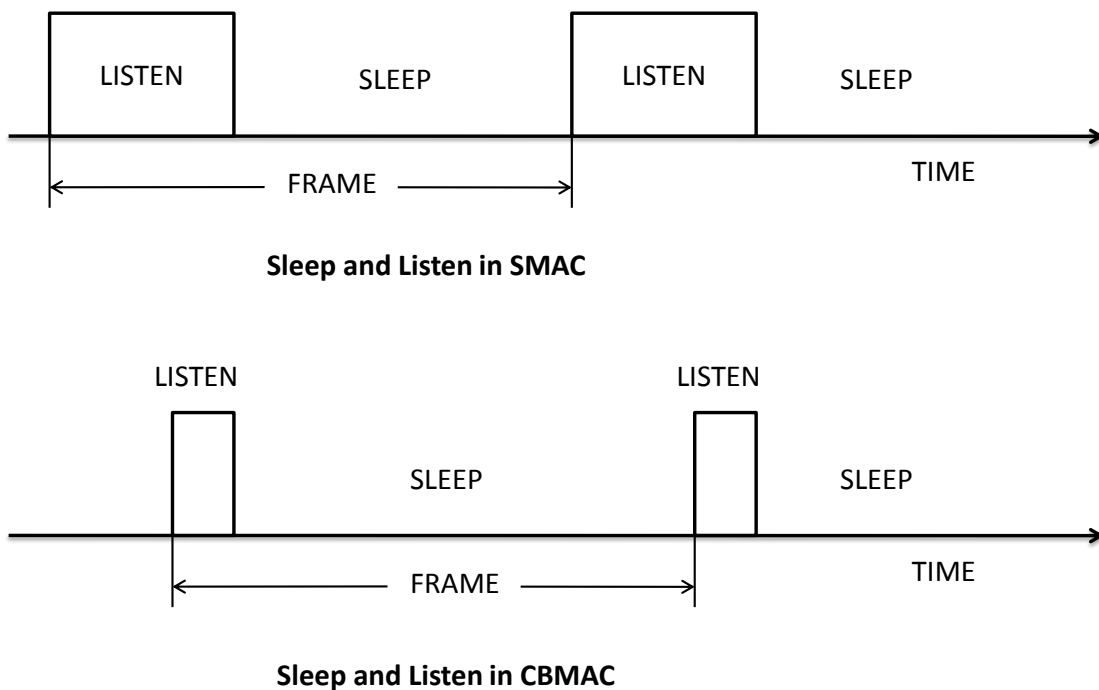 LISTEN SLEEP LISTEN SLEEP
TIME
FRAME
Sleep and Listen in SMAC
LISTEN LISTEN
SLEEP SLEEP
TIME
FRAME
Sleep and Listen in CBMAC